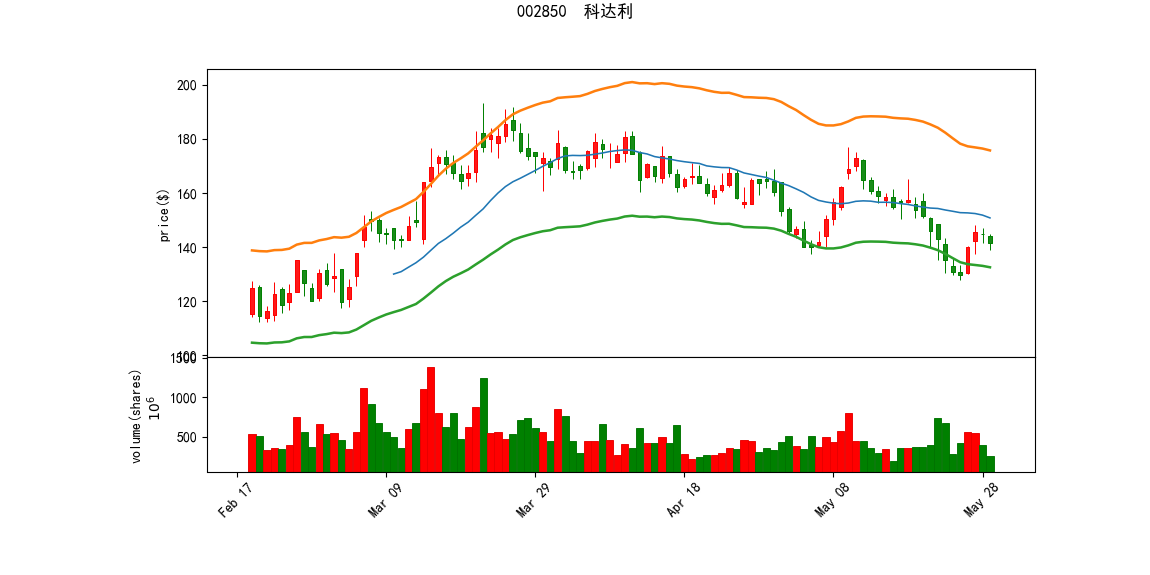 002850 科达利
200
180
160
140
120
100
price($)
1500
1000
500
volume(shares)
10^6
Feb 17
Mar 09
Mar 29
Apr 18
May 08
May 28